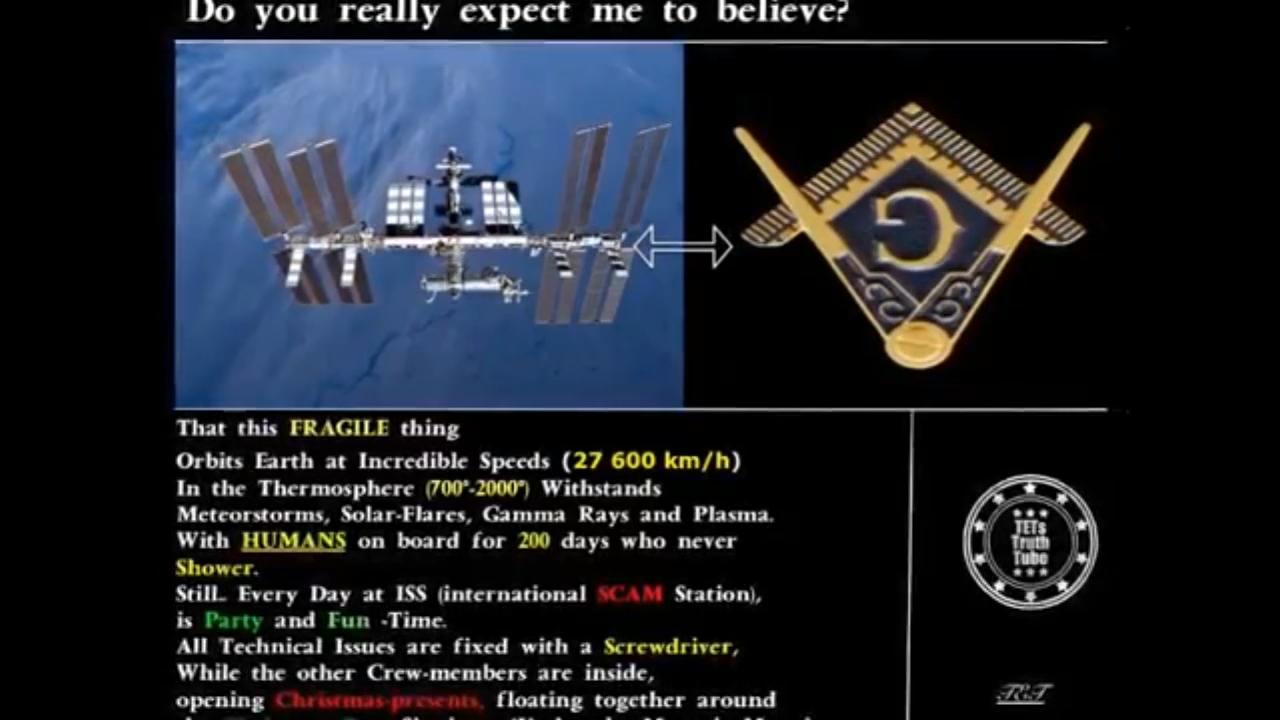 Do you really expect me to believe?
That this FRAGILE thing
Orbits Earth at Incredible Speeds (27 600 km/h)
In the Thermosphere (700°-2000°) Withstands
Meteorstorms, Solar-Flares, Gamma Rays and Plasma.
With HUMANS on board for 200 days who never
Shower.
Still.. Every Day at ISS (international SCAM Station),
is Party and Fun -Time.
All Technical Issues are fixed with a Screwdriver,
While the other Crew-members are inside,
opening Christmas-presents, floating together around
TETs
Truth
Tube